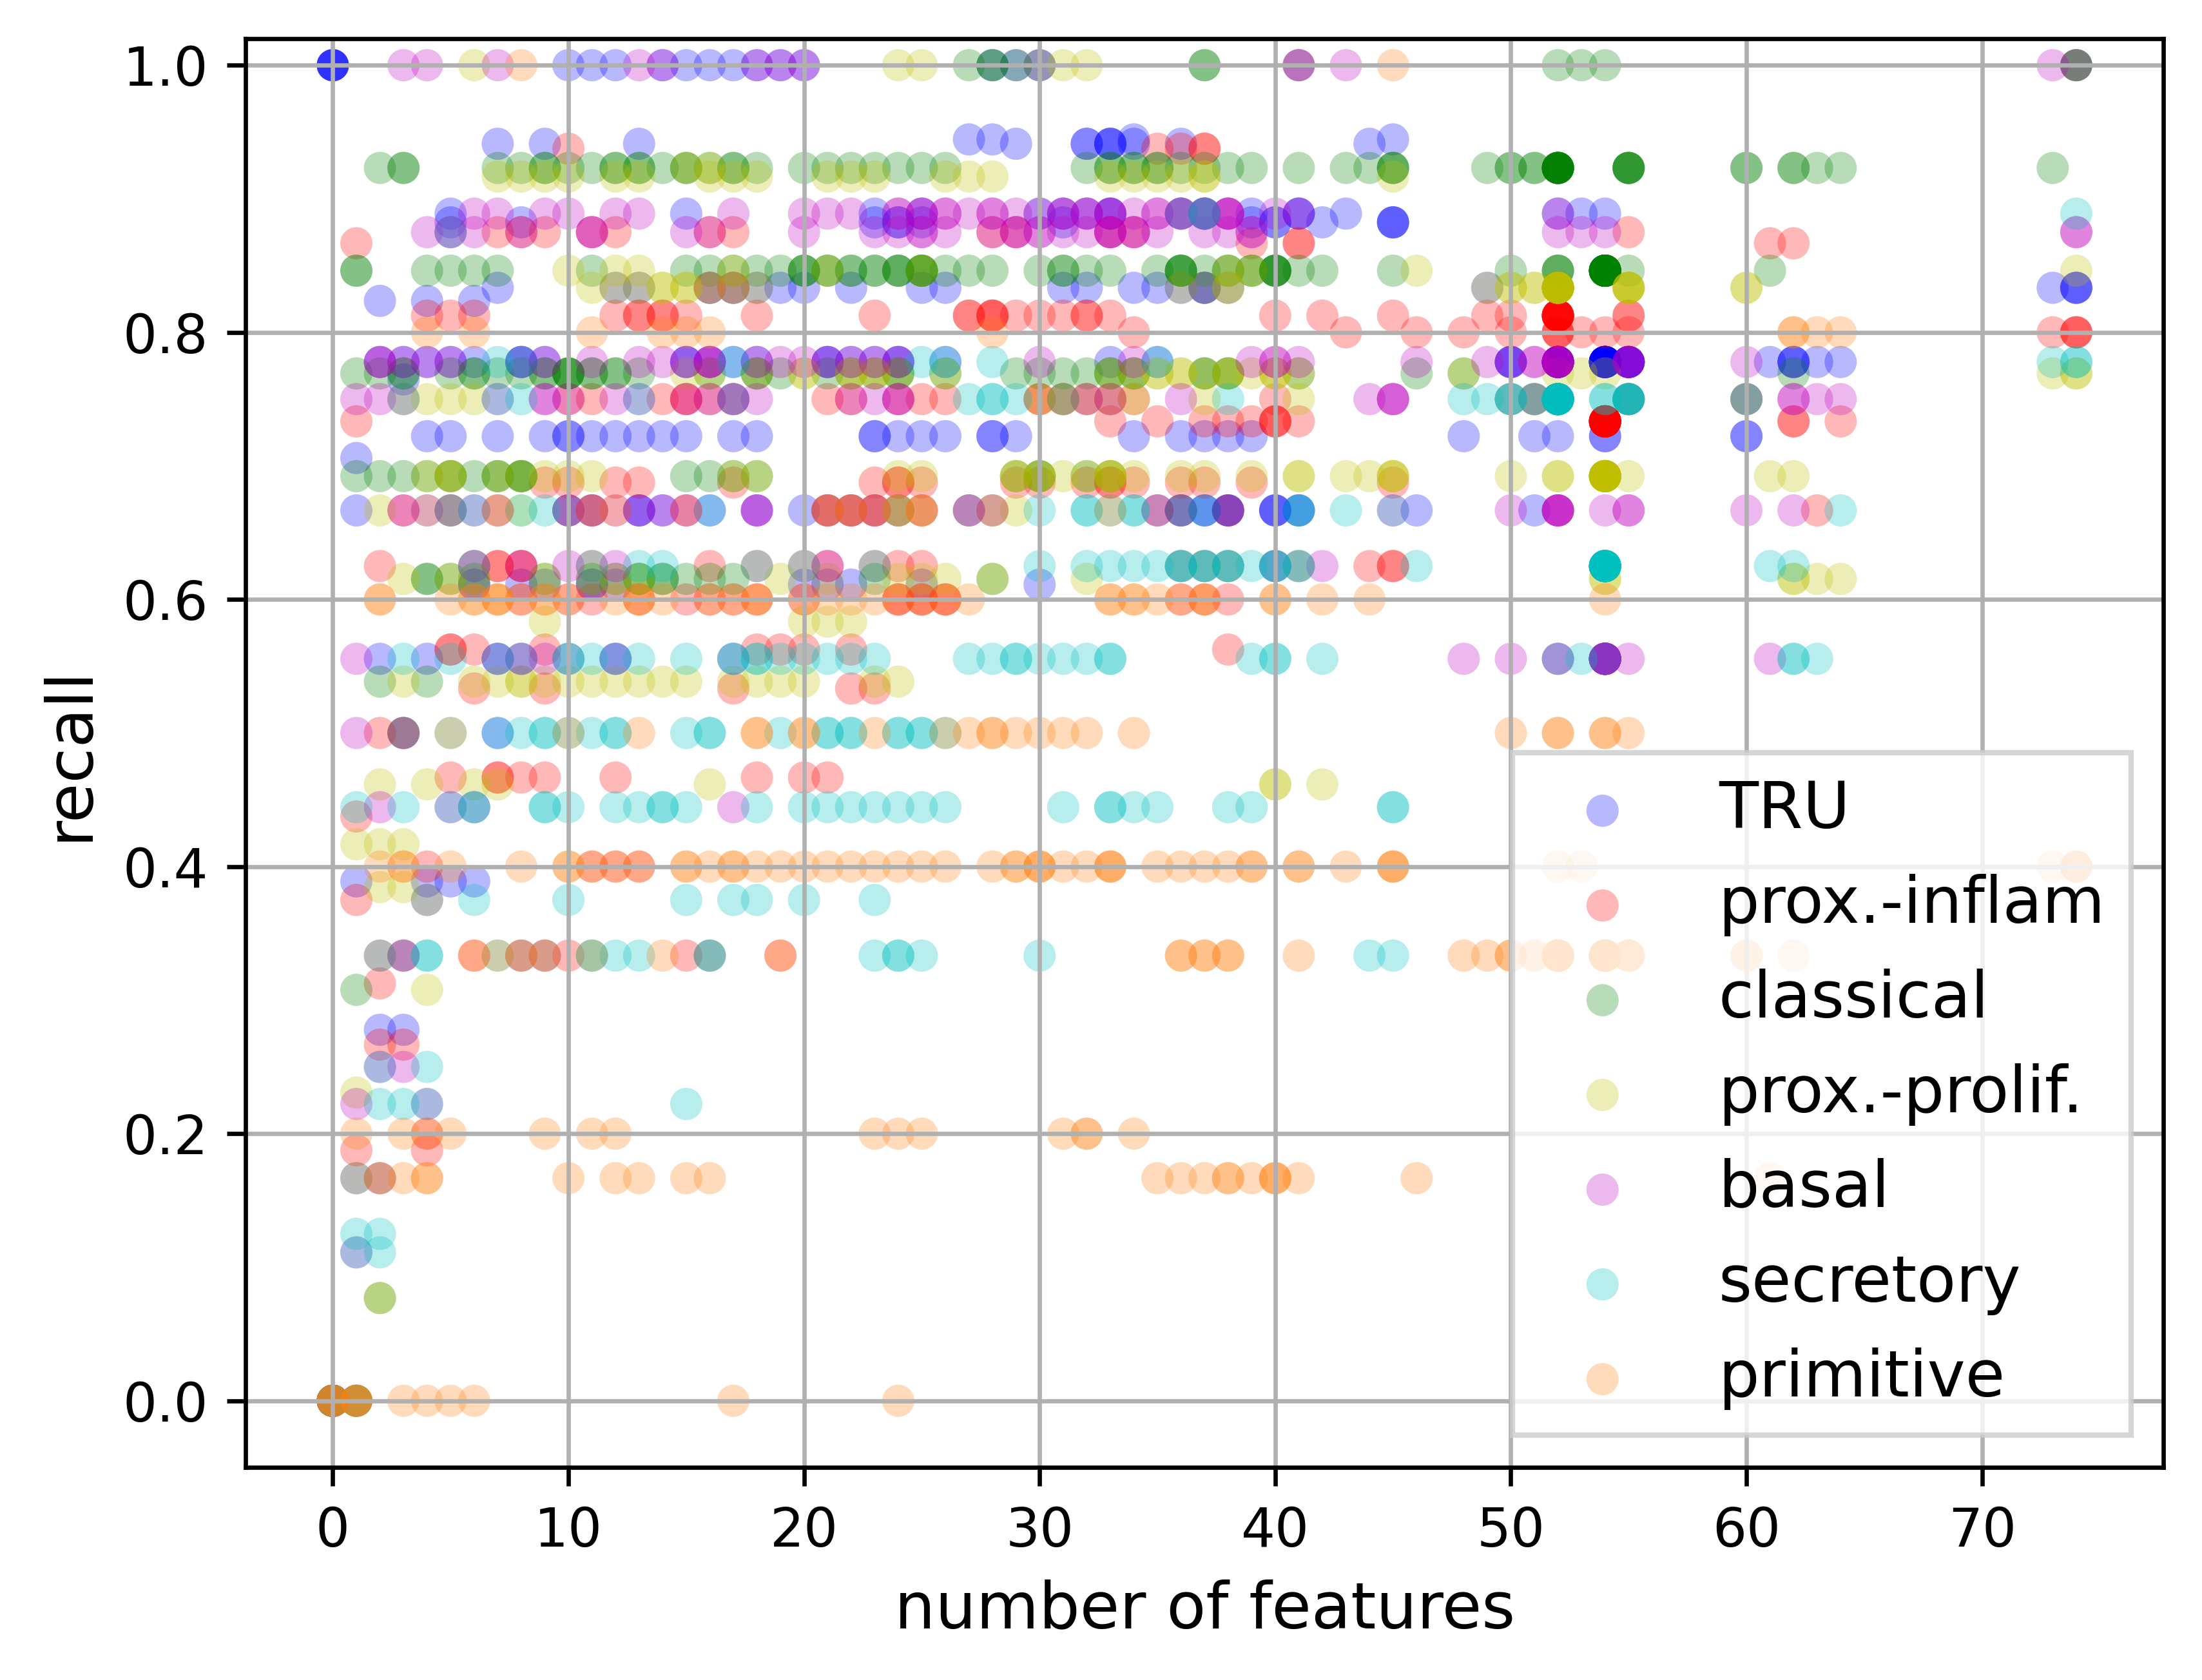 1.0
0.8
0.6
0.4
0.2
0.0
recall
TRU
prox.-inflam
classical
prox.-prolif.
basal
secretory
primitive
0 10 20 30 40 50 60 70
number of features